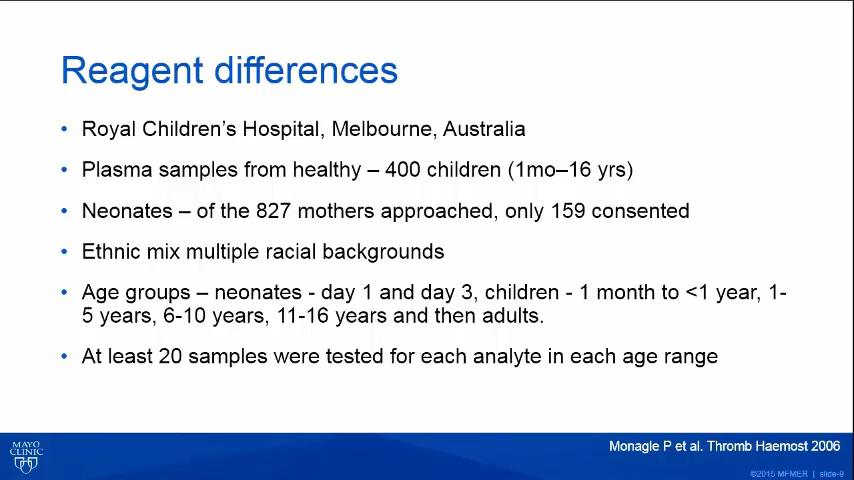 Reagent differences
• Royal Children's Hospital, Melbourne, Australia
• Plasma samples from healthy – 400 children (1mo–16 yrs)
• Neonates – of the 827 mothers approached, only 159 consented
• Ethnic mix multiple racial backgrounds
• Age groups – neonates - day 1 and day 3, children - 1 month to <1 year, 1-
5 years, 6-10 years, 11-16 years and then adults.
• At least 20 samples were tested for each analyte in each age range
MAYO
CLINIC
Monagle P et al. Thromb Haemost 2006
©2015 MFMER | slide-9